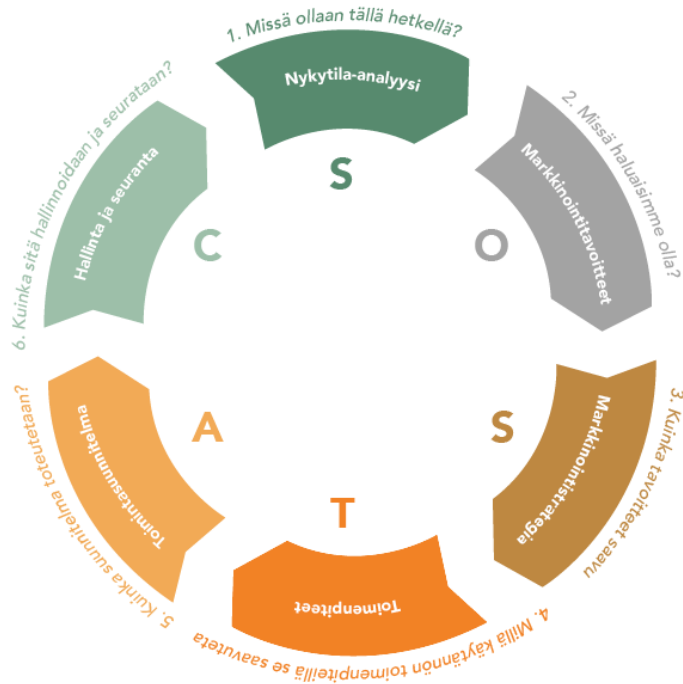 1. Missä ollaan tällä hetkellä?
Nykytila-analyysi
S
2. Missä haluaisimme olla?
Markkinointitavoitteet
O
3. Kuinka tavoitteet saavu
Markkinointistrategia
S
4. Millä käytännön toimenpiteillä se saavuteta
Toimenpiteet
T
5. Kuinka suunnitelma toteutetaan?
Toimintasuunnitelma
A
6. Kuinka sitä hallinnoidaan ja seurataan?
Hallinta ja seuranta
C